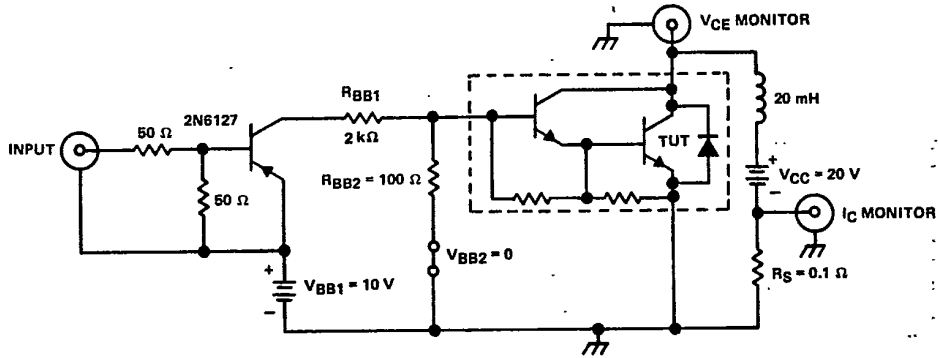 VCE MONITOR
RBB1
2N6127
20 mH
50 Ω
INPUT
2 kΩ
TUT
RBB2 = 100 Ω
VCC = 20 V
50 Ω
IC MONITOR
VBB2 = 0
RS = 0.1 Ω
VBB1 = 10 V
+
-
+
-